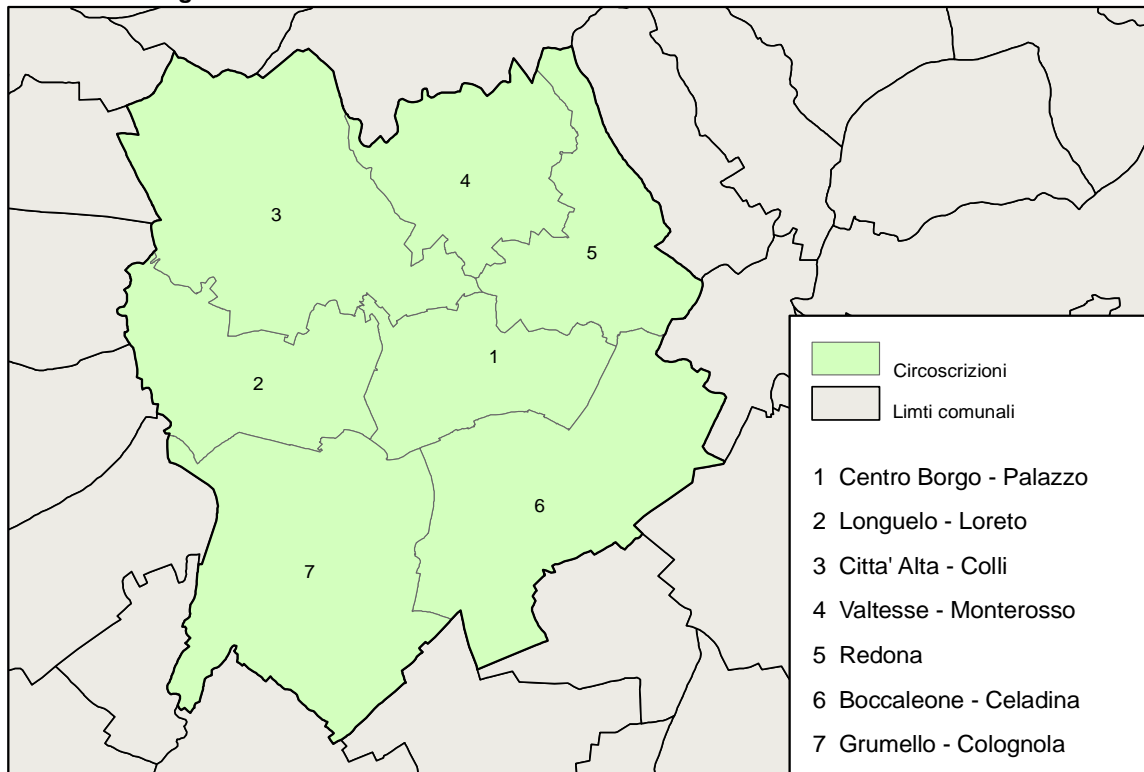 3
4
5
1
2
6
7
Circoscrizioni
Limti comunali
1 Centro Borgo - Palazzo
2 Longuelo - Loreto
3 Citta' Alta - Colli
4 Valtesse - Monterosso
5 Redona
6 Boccaleone - Celadina
7 Grumello - Colognola